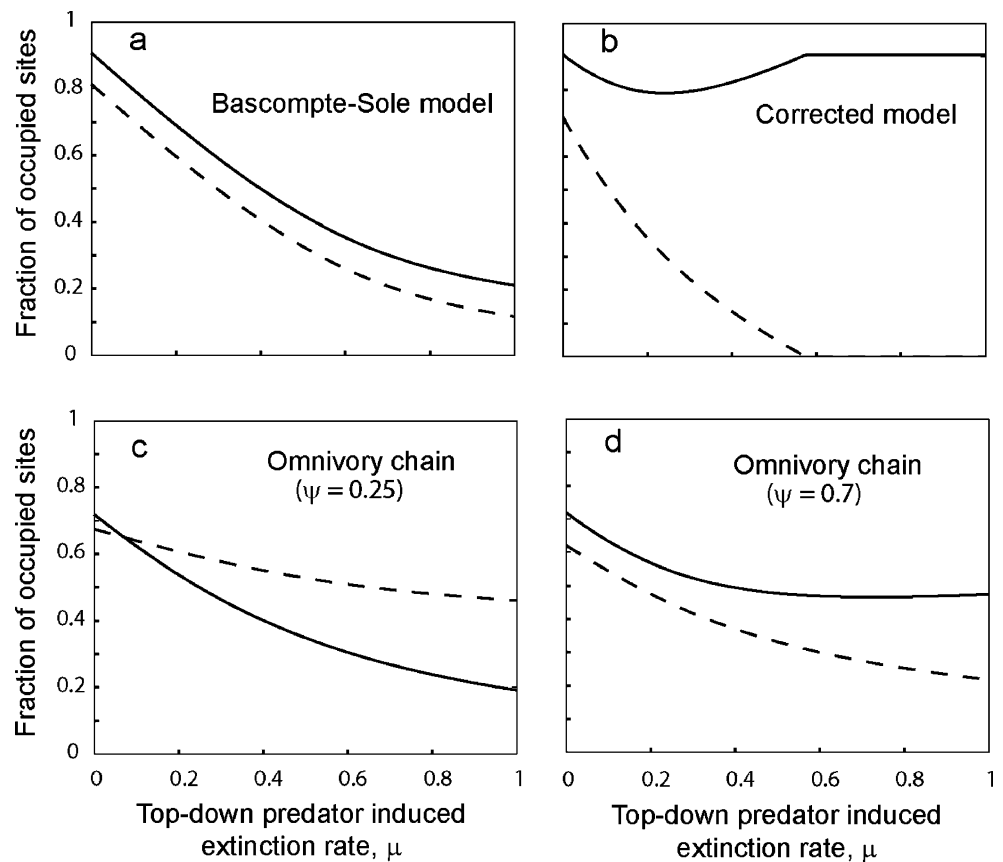 a
b
1
0.8
0.6
0.4
0.2
0
Fraction of occupied sites
Bascompte-Sole model
Corrected model
c
d
1
0.8
0.6
0.4
0.2
0
Fraction of occupied sites
Omnivory chain
(ψ = 0.25)
Omnivory chain
(ψ = 0.7)
0 0.2 0.4 0.6 0.8 1
0 0.2 0.4 0.6 0.8 1
Top-down predator induced
extinction rate, μ
Top-down predator induced
extinction rate, μ